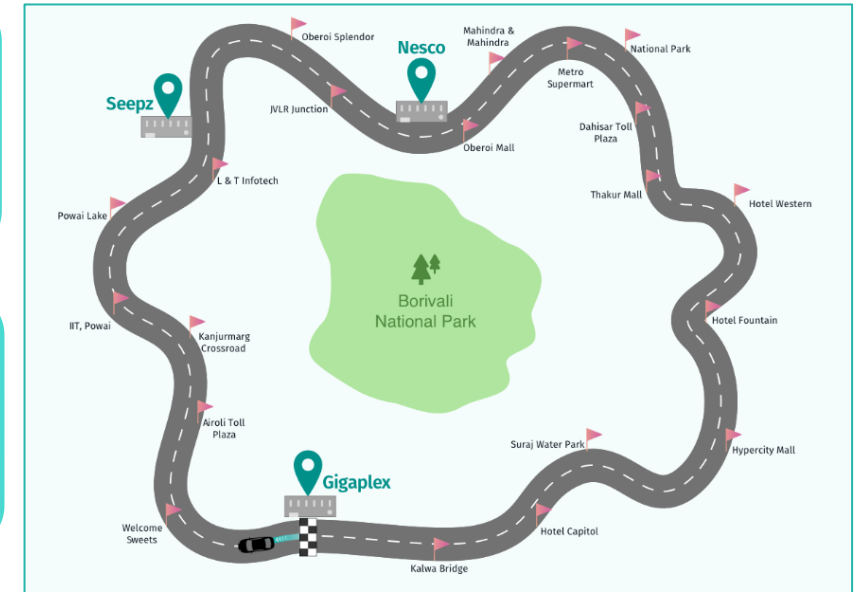 Oberoi Splendor
Nesco
Mahindra &
Mahindra
National Park
Metro
Supermart
Seepz
JVLR Junction
Oberoi Mall
Dahisar Toll
Plaza
L & T Infotech
Thakur Mall
Hotel Western
Powai Lake
Borivali
National Park
IIT, Powai
Kanjurmarg
Crossroad
Hotel Fountain
Airoli Toll
Plaza
Suraj Water Park
Hypercity Mall
Gigaplex
Welcome
Sweets
Hotel Capitol
Kalwa Bridge